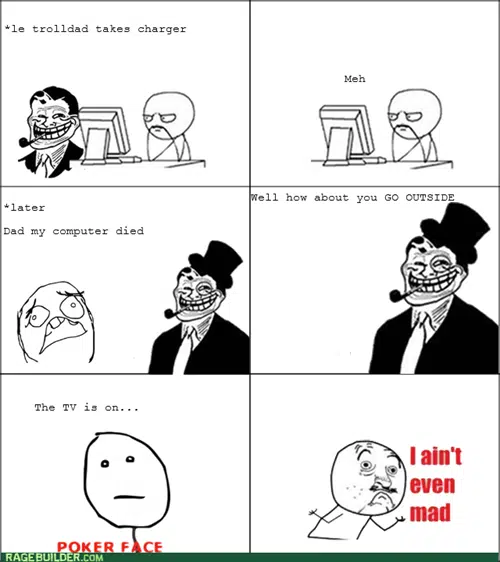 *le trolldad takes charger
Meh
*later
Dad my computer died
Well how about you GO OUTSIDE
The TV is on...
POKER FACE
I ain't
even
mad
RAGEBUILDER.COM